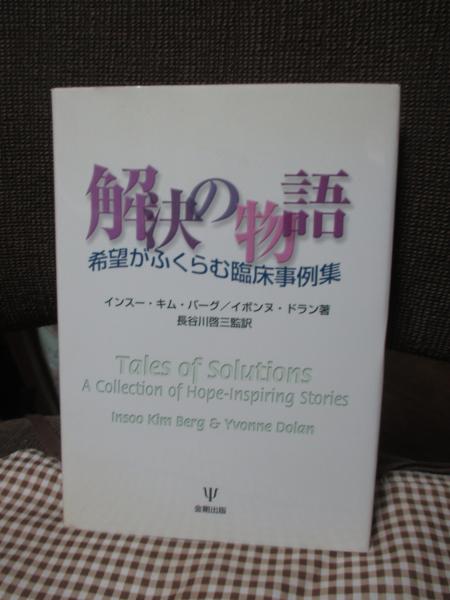 解決の物語
希望がふくらむ臨床事例集
インスー・キム・バーグ／イボンヌ・ドラン著
長谷川啓三監訳
Tales of Solutions
A Collection of Hope-Inspiring Stories
Insoo Kim Berg & Yvonne Dolan
金剛出版